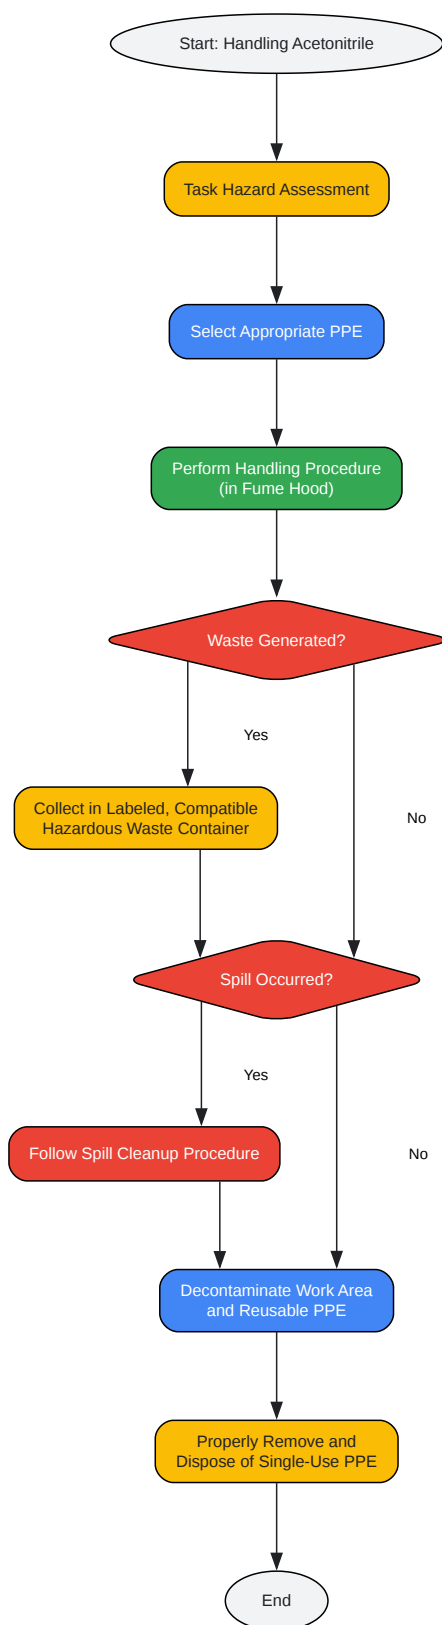 Start: Handling Acetonitrile
Task Hazard Assessment
Select Appropriate PPE
Perform Handling Procedure
(in Fume Hood)
Waste Generated?
Yes
Collect in Labeled, Compatible
Hazardous Waste Container
No
Spill Occurred?
Yes
Follow Spill Cleanup Procedure
No
Decontaminate Work Area
and Reusable PPE
Properly Remove and
Dispose of Single-Use PPE
End